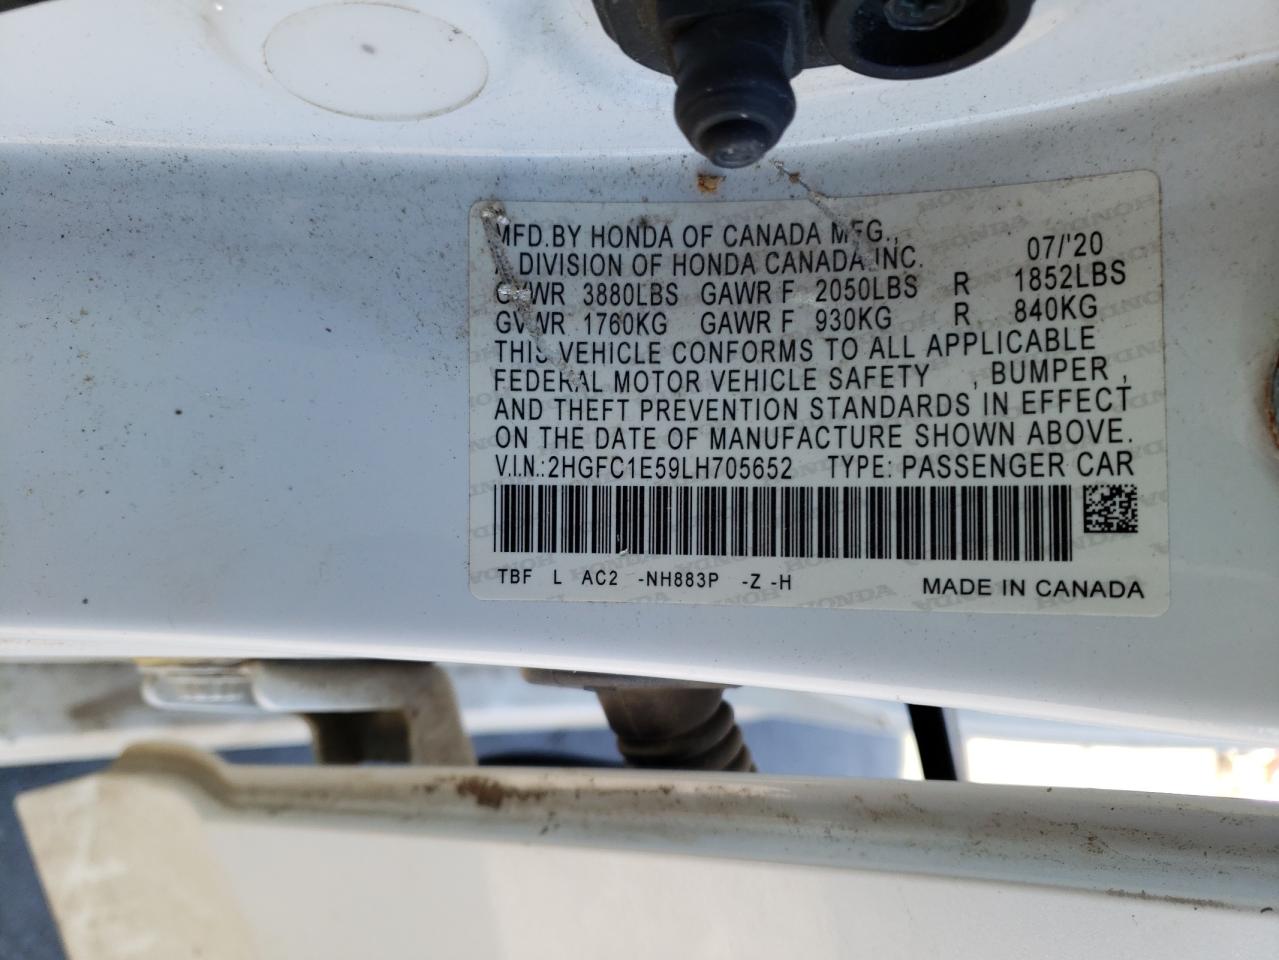 MFD.BY HONDA OF CANADA MFG.,
A DIVISION OF HONDA CANADA INC. 07/'20
GVWR 3880LBS GAWR F 2050LBS R 1852LBS
GVWR 1760KG GAWR F 930KG R 840KG
THIS VEHICLE CONFORMS TO ALL APPLICABLE
FEDERAL MOTOR VEHICLE SAFETY , BUMPER ,
AND THEFT PREVENTION STANDARDS IN EFFECT
ON THE DATE OF MANUFACTURE SHOWN ABOVE.
V.I.N.:2HGFC1E59LH705652 TYPE: PASSENGER CAR
TBF L AC2 -NH883P -Z -H MADE IN CANADA